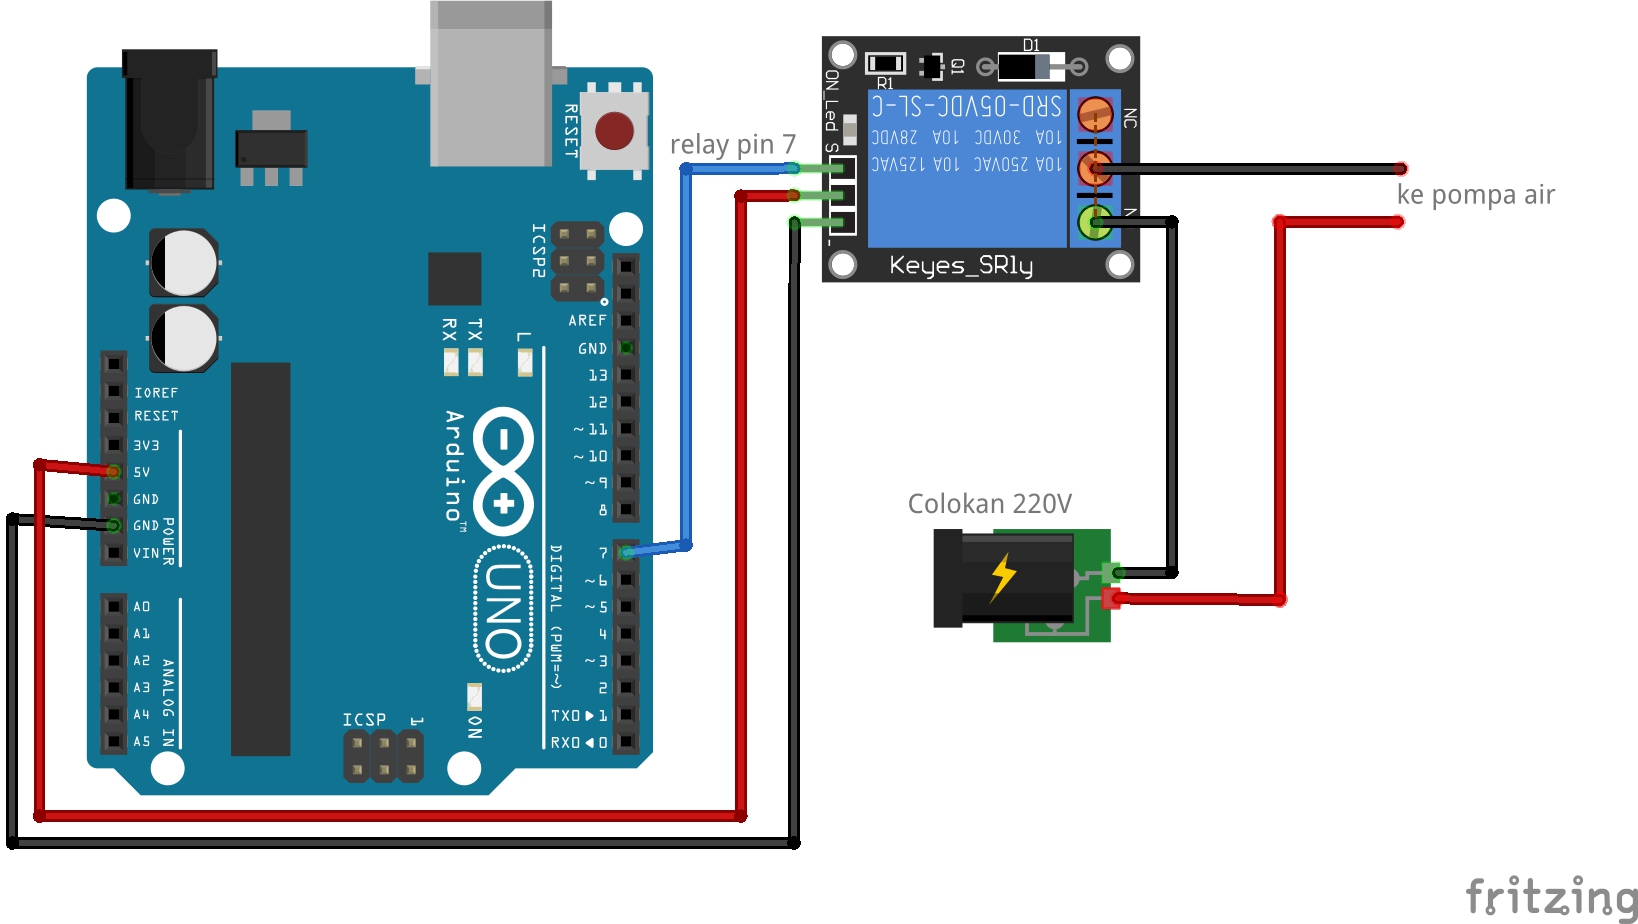 relay pin 7
ON_Led
S
-
R1
Q1
D1
SRD-05VDC-SL-C
10A 250VAC 10A 125VAC
10A 30VDC 10A 28VDC
NC
N
Keyes_SRly
ke pompa air
Colokan 220V
RESET
ICSP2
AREF
GND
13
12
~11
~10
~9
8
7
~6
~5
4
~3
2
TX0▶1
RX0◀0
DIGITAL (PWM=~)
RX
TX
L
Arduino™
UNO
ON
ICSP
1
IOREF
RESET
3V3
5V
GND
GND
VIN
POWER
A0
A1
A2
A3
A4
A5
ANALOG IN
fritzing